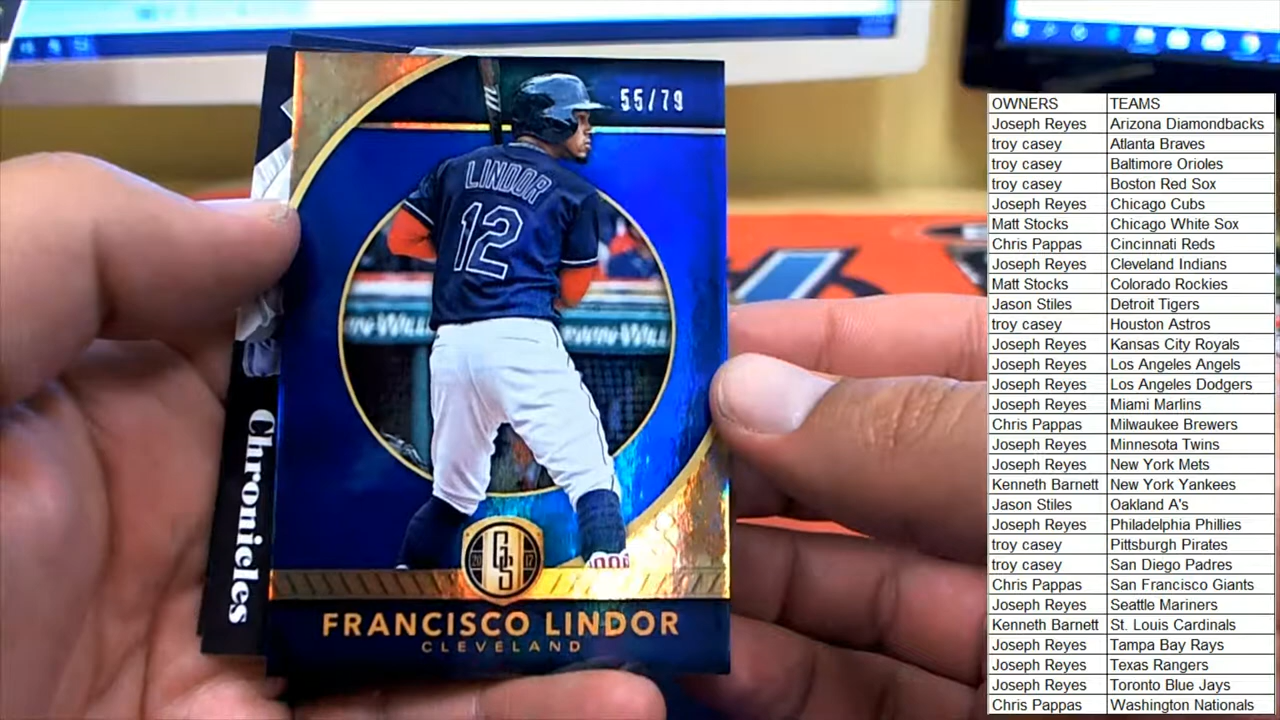 55/79
LINDOR
12
GS
20 17
FRANCISCO LINDOR
CLEVELAND
Chronicles
OWNERS TEAMS
Joseph Reyes Arizona Diamondbacks
troy casey Atlanta Braves
troy casey Baltimore Orioles
troy casey Boston Red Sox
Joseph Reyes Chicago Cubs
Matt Stocks Chicago White Sox
Chris Pappas Cincinnati Reds
Joseph Reyes Cleveland Indians
Matt Stocks Colorado Rockies
Jason Stiles Detroit Tigers
troy casey Houston Astros
Joseph Reyes Kansas City Royals
Joseph Reyes Los Angeles Angels
Joseph Reyes Los Angeles Dodgers
Joseph Reyes Miami Marlins
Chris Pappas Milwaukee Brewers
Joseph Reyes Minnesota Twins
Joseph Reyes New York Mets
Kenneth Barnett New York Yankees
Jason Stiles Oakland A's
Joseph Reyes Philadelphia Phillies
troy casey Pittsburgh Pirates
troy casey San Diego Padres
Chris Pappas San Francisco Giants
Joseph Reyes Seattle Mariners
Kenneth Barnett St. Louis Cardinals
Joseph Reyes Tampa Bay Rays
Joseph Reyes Texas Rangers
Joseph Reyes Toronto Blue Jays
Chris Pappas Washington Nationals